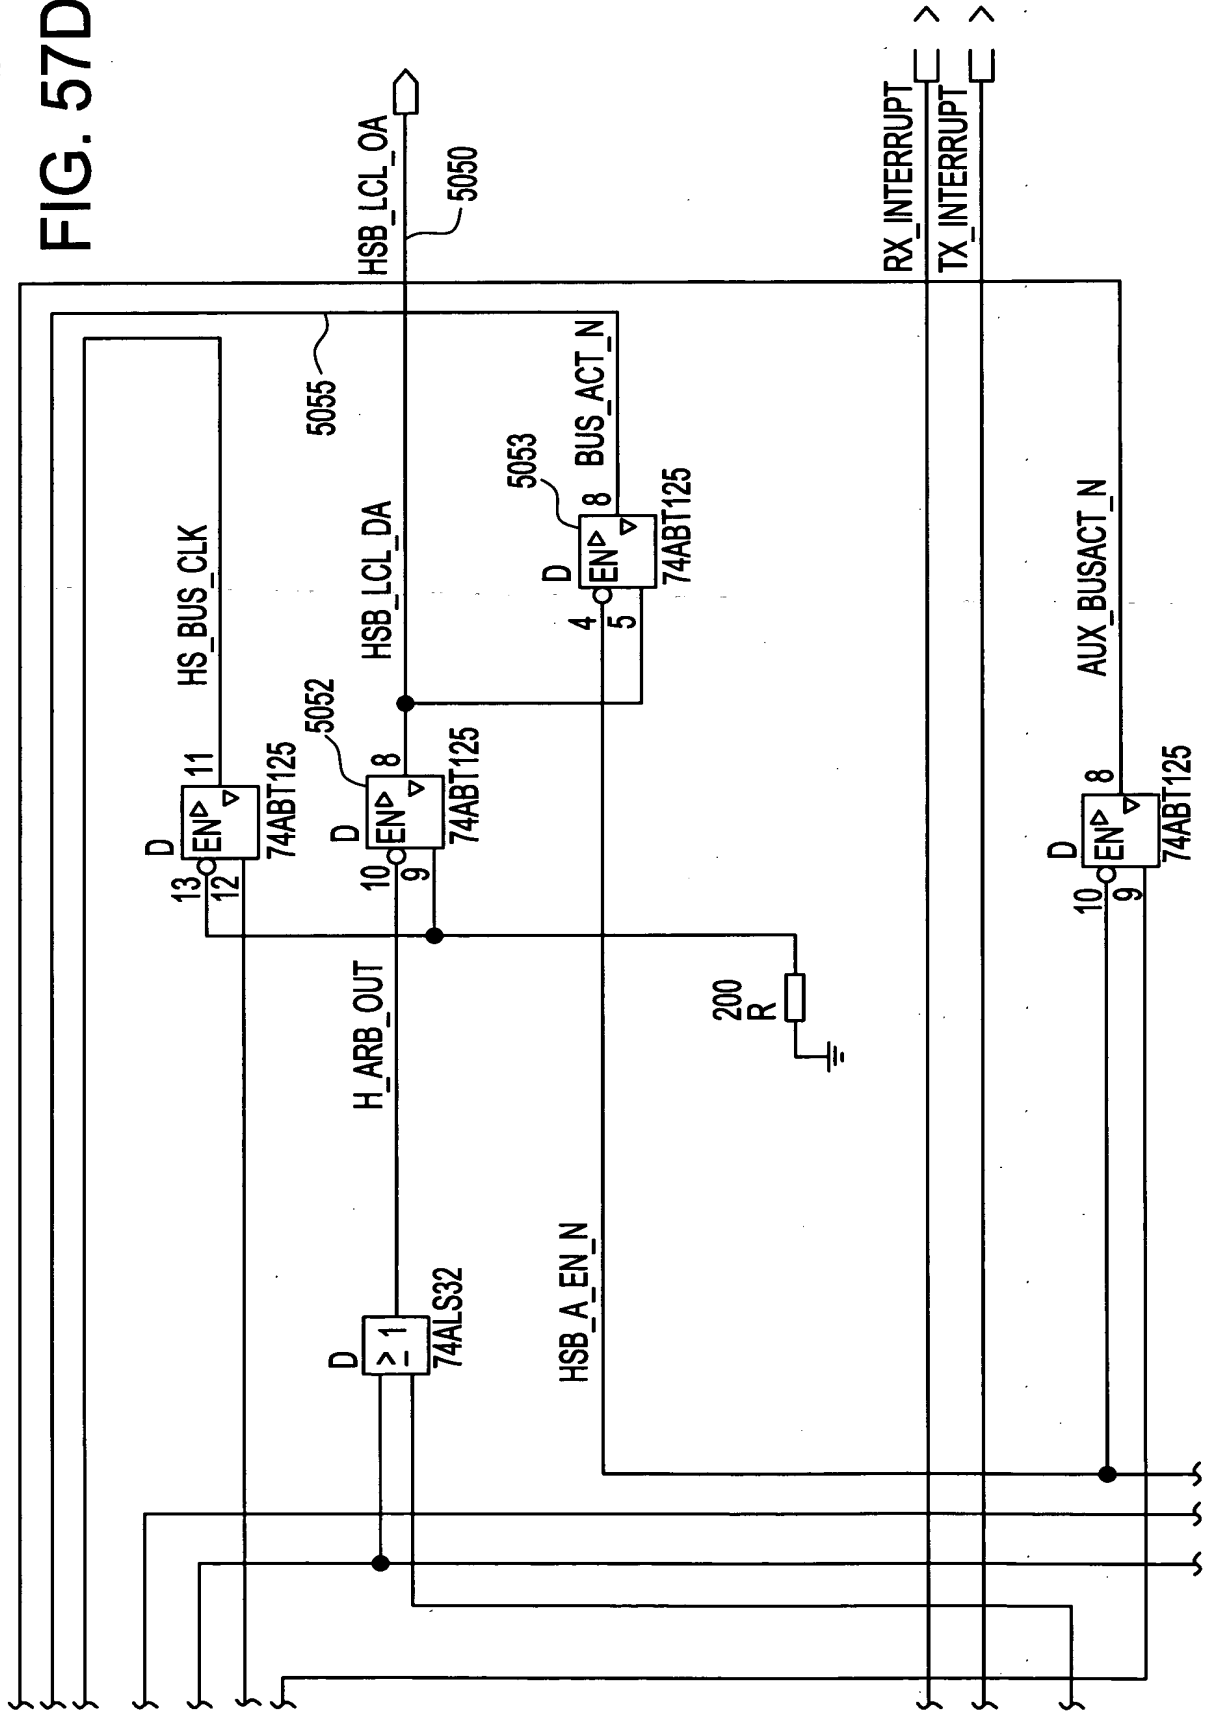 FIG. 57D
HS_BUS_CLK
D
EN
13
12
11
74ABT125
HSB_LCL_OA
5050
5055
HSB_LCL_DA
5052
D
EN
10
9
8
74ABT125
H_ARB_OUT
D
≥1
74ALS32
BUS_ACT_N
5053
D
EN
4
5
8
74ABT125
HSB_A_EN_N
200
R
RX_INTERRUPT
TX_INTERRUPT
AUX_BUSACT_N
D
EN
10
9
8
74ABT125